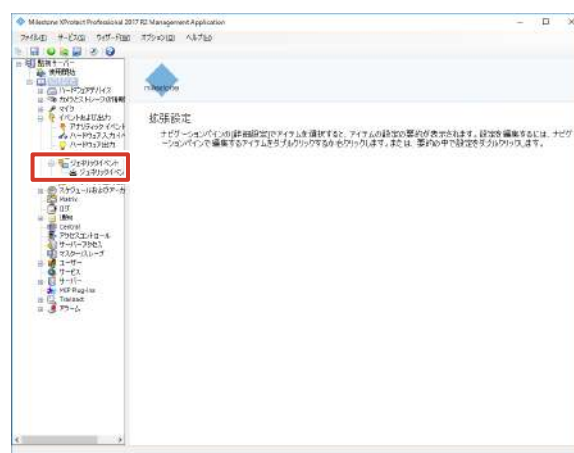 Milestone XProtect Professional 2017 R2 Management Application
ファイル(F) サービス(S) ウィザード(W) オプション(O) ヘルプ(L)
監視サーバー
使用開始
ハードウェアデバイス
カメラとストレージの情報
マイク
イベントおよび出力
アナリティックイベント
ハードウェア入力イベ
ハードウェア出力
ジェネリックイベント
ジェネリックイベン
スケジュールおよびアーカ
Matrix
ログ
通知
Central
アクセスコントロール
サーバーアクセス
マスター/スレーブ
ユーザー
サービス
サーバー
MIP Plug-ins
Transact
アラーム
milestone
拡張設定
ナビゲーションペインの[詳細設定]でアイテムを選択すると、アイテムの設定の要約が表示されます。設定を編集するには、ナビゲ
ーションペインで編集するアイテムをダブルクリックするか右クリックします。または、要約の中で設定をダブルクリックします。